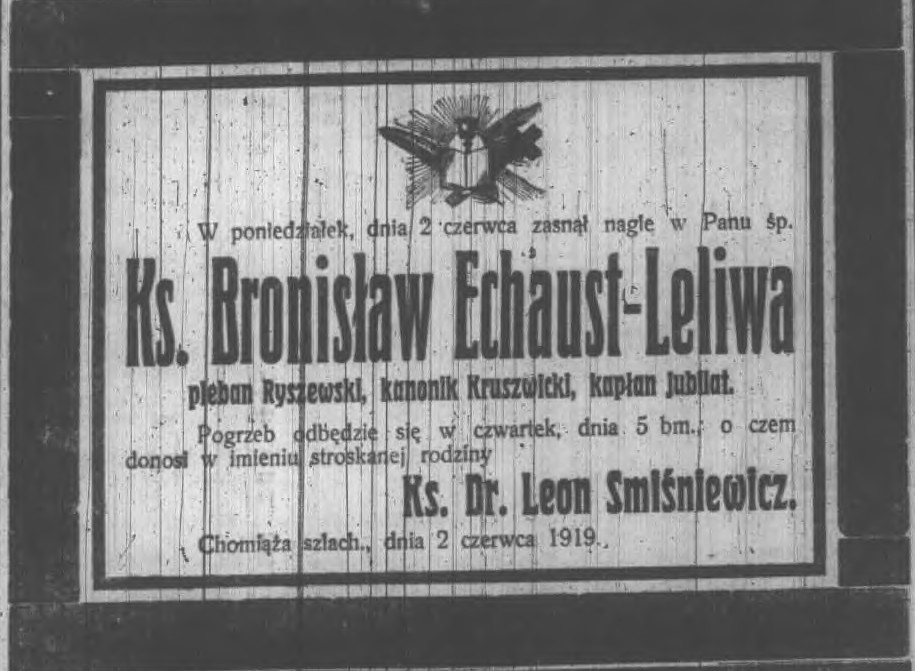 W poniedziałek, dnia 2 czerwca zasnął nagle w Panu śp.
Ks. Bronisław Echaust-Leliwa
pleban Ryszewski, kanonik Kruszwicki, kapłan Jubilat.
Pogrzeb odbędzie się w czwartek, dnia 5 bm., o czem
donosi w imieniu stroskanej rodziny
Ks. Dr. Leon Smiśniewicz.
Chomiąża szlach., dnia 2 czerwca 1919.